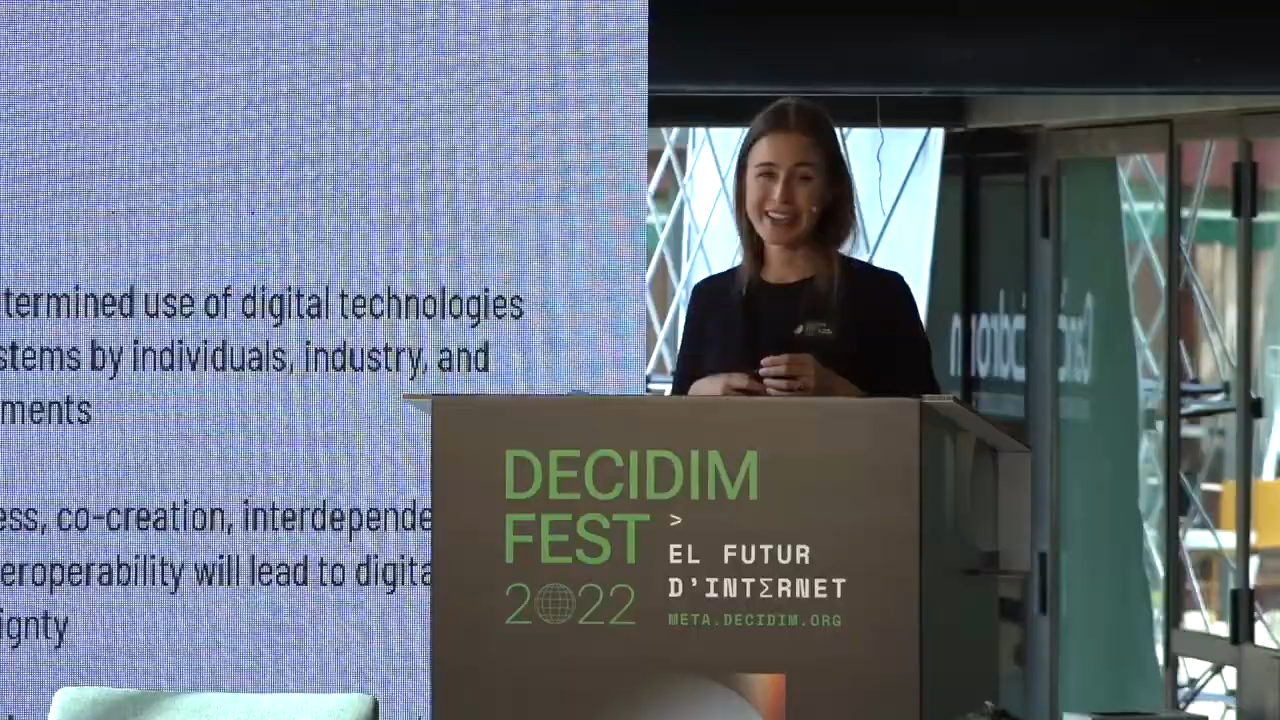 termined use of digital technologies
stems by individuals, industry, and
ments
ess, co-creation, interdepende
eroperability will lead to digita
ignty
DECIDIM
FEST
2022
>
EL FUTUR
D'INTΣRNET
META.DECIDIM.ORG